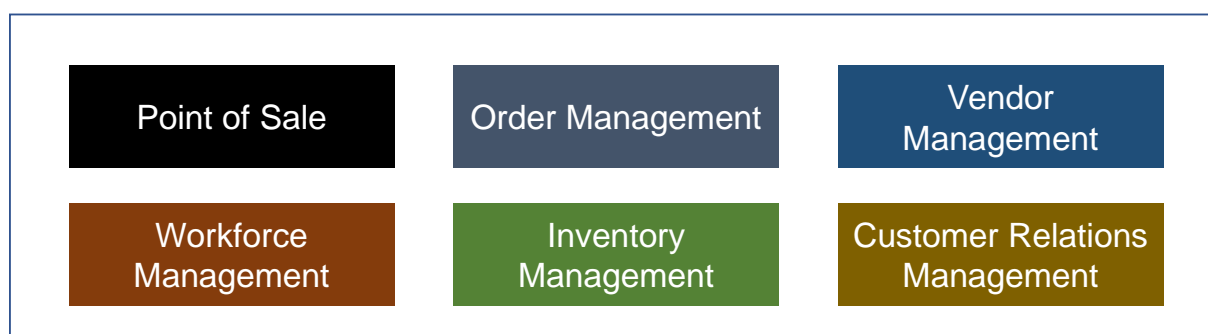 Point of Sale
Order Management
Vendor
Management
Workforce
Management
Inventory
Management
Customer Relations
Management